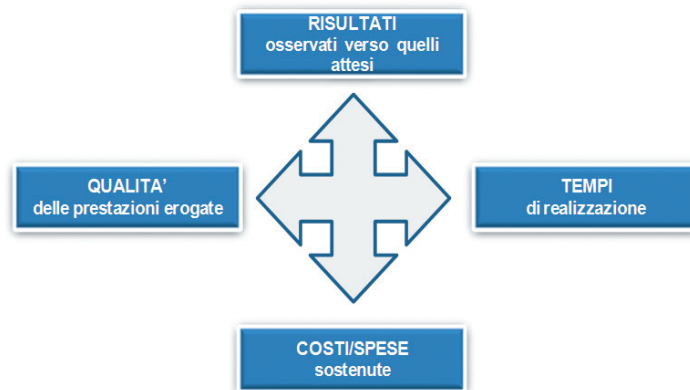 RISULTATI
osservati verso quelli
attesi
QUALITA’
delle prestazioni erogate
TEMPI
di realizzazione
COSTI/SPESE
sostenute